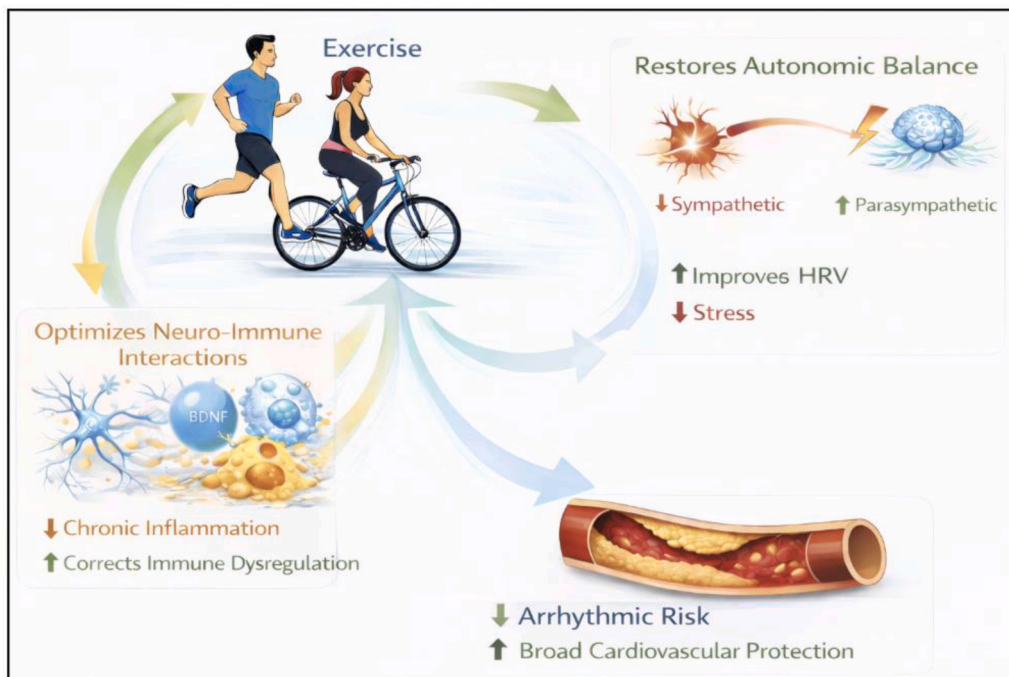 Exercise
Restores Autonomic Balance
↓ Sympathetic
↑ Parasympathetic
↑ Improves HRV
↓ Stress
Optimizes Neuro-Immune
Interactions
BDNF
↓ Chronic Inflammation
↑ Corrects Immune Dysregulation
↓ Arrhythmic Risk
↑ Broad Cardiovascular Protection